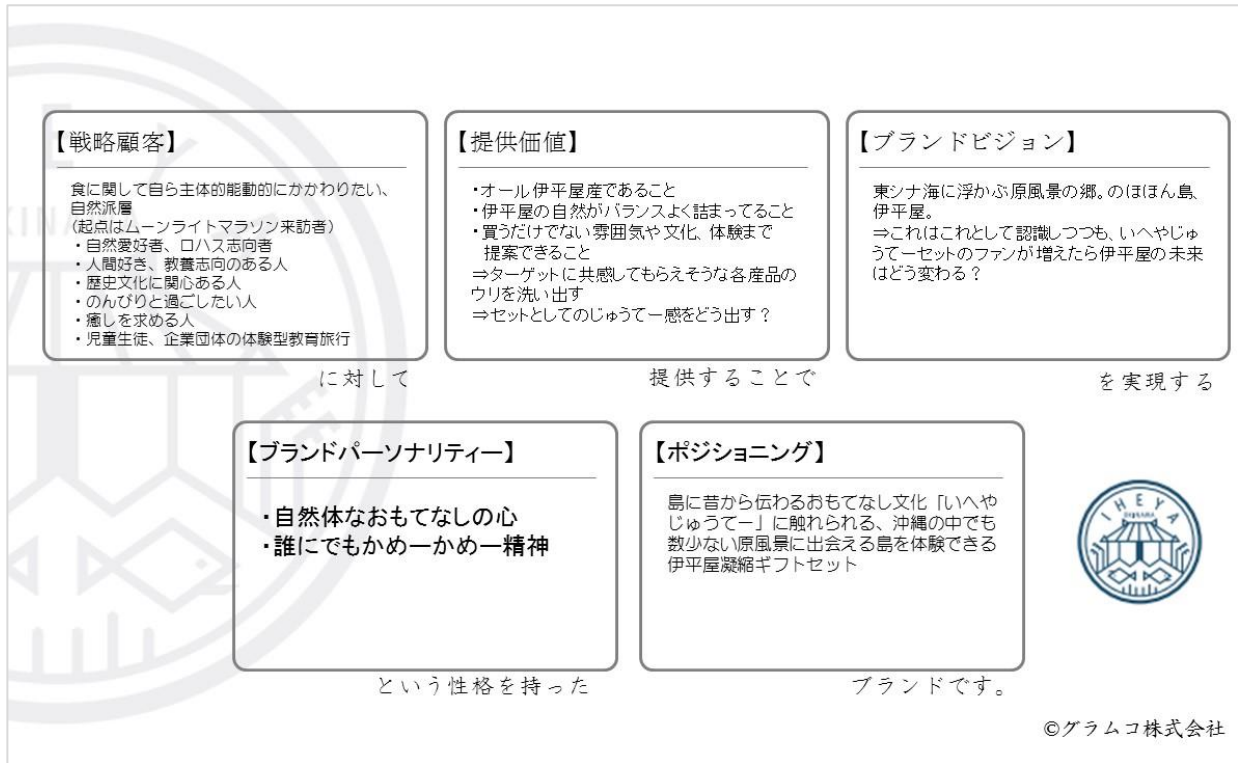 【戦略顧客】
食に関して自ら主体的能動的にかかわりたい、
自然派層
(起点はムーンライトマラソン来訪者)
・自然愛好者、ロハス志向者
・人間好き、教養志向のある人
・歴史文化に関心ある人
・のんびりと過ごしたい人
・癒しを求める人
・児童生徒、企業団体の体験型教育旅行
に対して
【提供価値】
・オール伊平屋産であること
・伊平屋の自然がバランスよく詰まってること
・買うだけでない雰囲気や文化、体験まで
提案できること
⇒ターゲットに共感してもらえそうな各産品の
ウリを洗い出す
⇒セットとしてのじゅうてー感をどう出す？
提供することで
【ブランドビジョン】
東シナ海に浮かぶ原風景の郷。のほほん島、
伊平屋。
⇒これはこれとして認識しつつも、いへやじゅ
うてーセットのファンが増えたら伊平屋の未来
はどう変わる？
を実現する
【ブランドパーソナリティー】
・自然体なおもてなしの心
・誰にでもかめーかめー精神
という性格を持った
【ポジショニング】
島に昔から伝わるおもてなし文化「いへや
じゅうてー」に触れられる、沖縄の中でも
数少ない原風景に出会える島を体験できる
伊平屋凝縮ギフトセット
ブランドです。
IHEYA
OKINAWA
©グラムコ株式会社